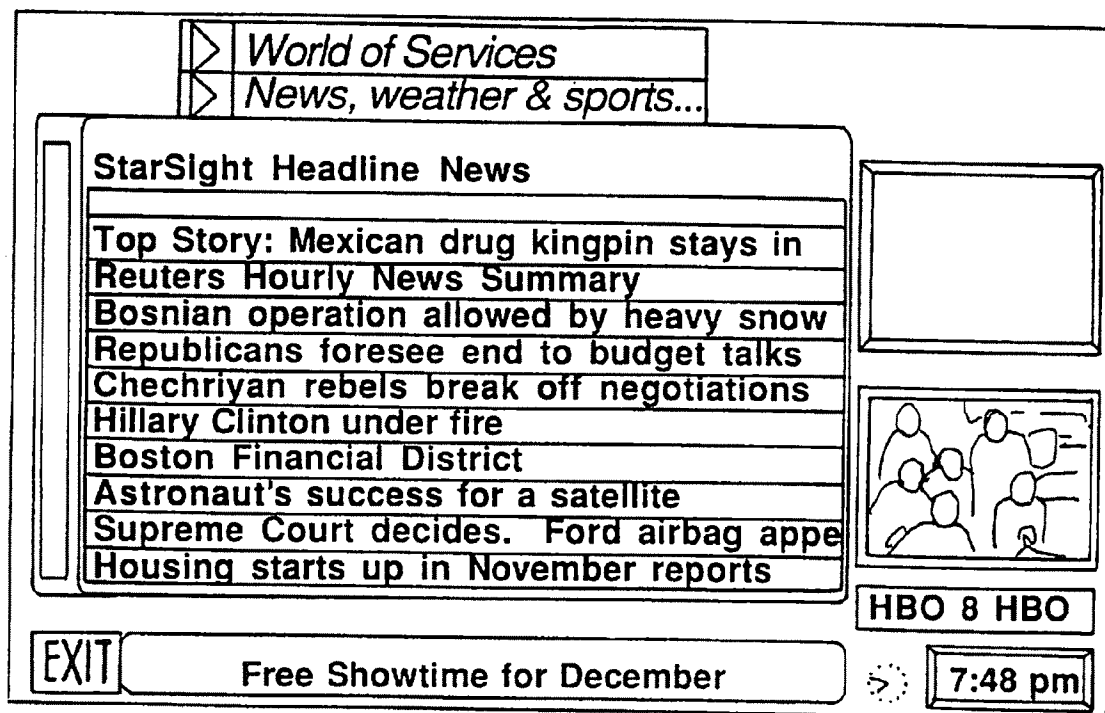 World of Services
News, weather & sports...
StarSight Headline News
Top Story: Mexican drug kingpin stays in
Reuters Hourly News Summary
Bosnian operation allowed by heavy snow
Republicans foresee end to budget talks
Chechriyan rebels break off negotiations
Hillary Clinton under fire
Boston Financial District
Astronaut's success for a satellite
Supreme Court decides. Ford airbag appe
Housing starts up in November reports
HBO 8 HBO
EXIT
Free Showtime for December
7:48 pm